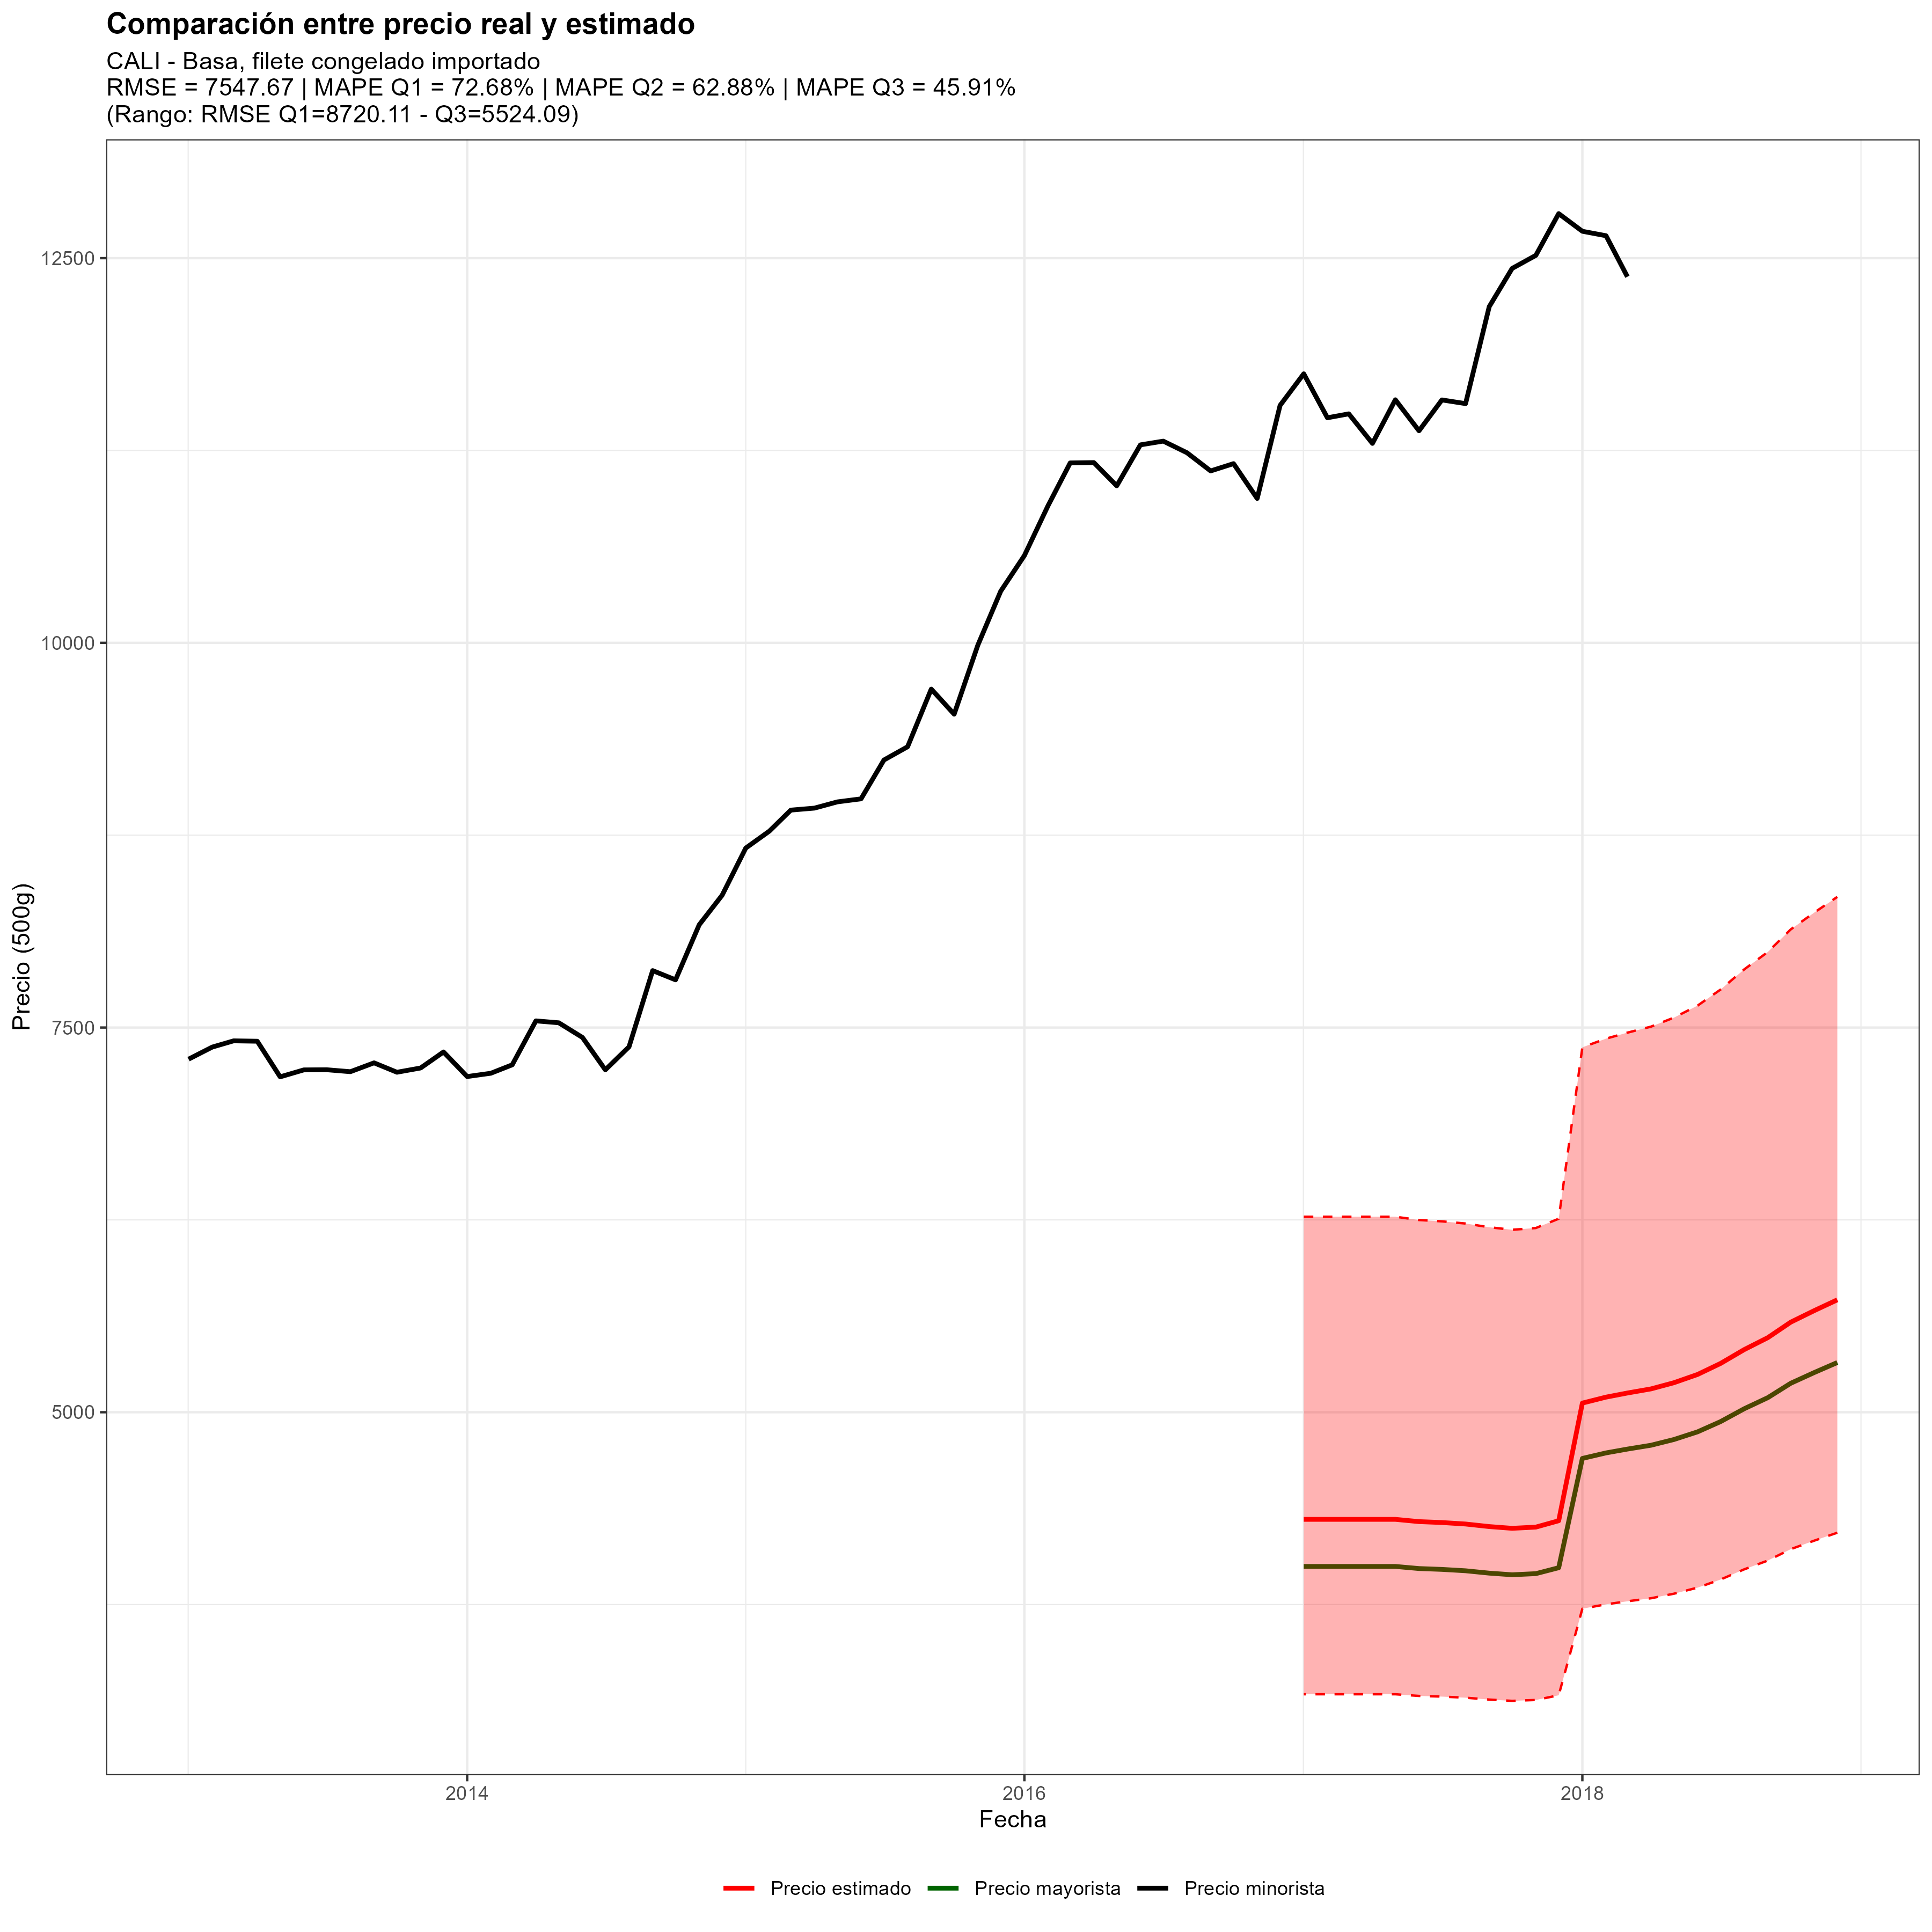 Comparación entre precio real y estimado
CALI - Basa, filete congelado importado
RMSE = 7547.67 | MAPE Q1 = 72.68% | MAPE Q2 = 62.88% | MAPE Q3 = 45.91%
(Rango: RMSE Q1=8720.11 - Q3=5524.09)
Precio (500g)
12500
10000
7500
5000
2014
2016
2018
Fecha
Precio estimado
Precio mayorista
Precio minorista